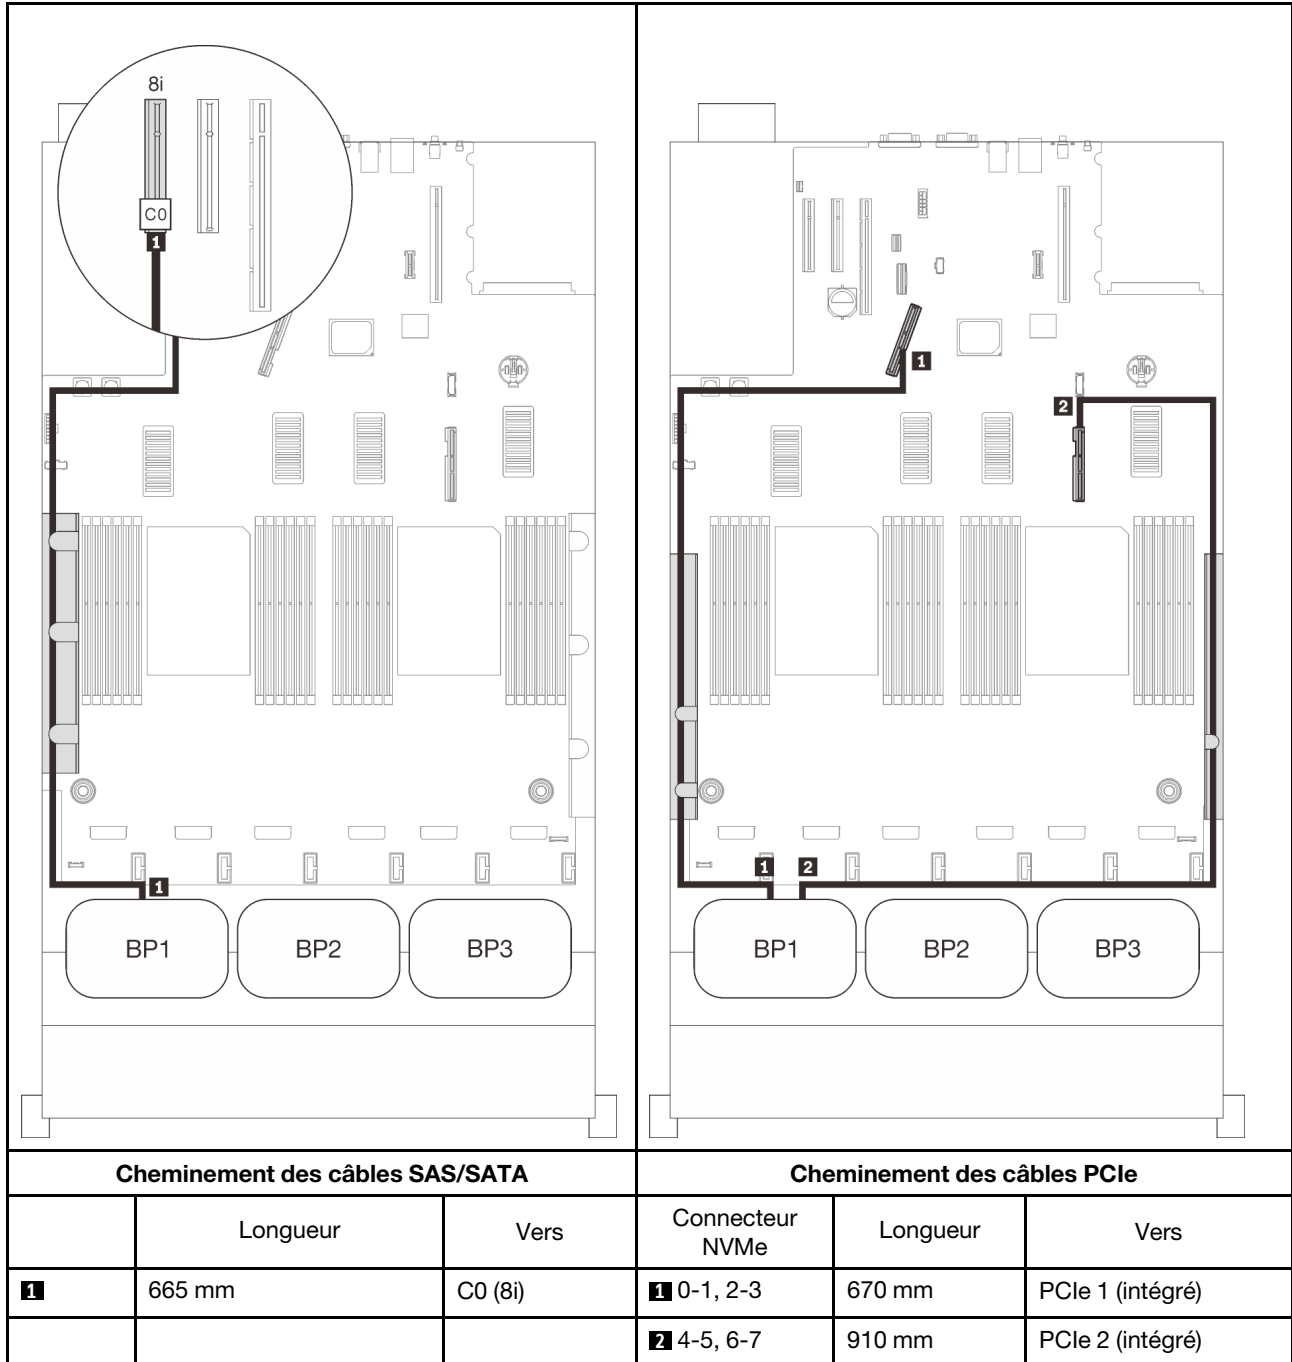 8i
C0
1
1
BP1
BP2
BP3
1
2
1
2
BP1
BP2
BP3
Cheminement des câbles SAS/SATA
Cheminement des câbles PCIe
Longueur
Vers
Connecteur
NVMe
Longueur
Vers
1
665 mm
C0 (8i)
1 0-1, 2-3
670 mm
PCIe 1 (intégré)
2 4-5, 6-7
910 mm
PCIe 2 (intégré)